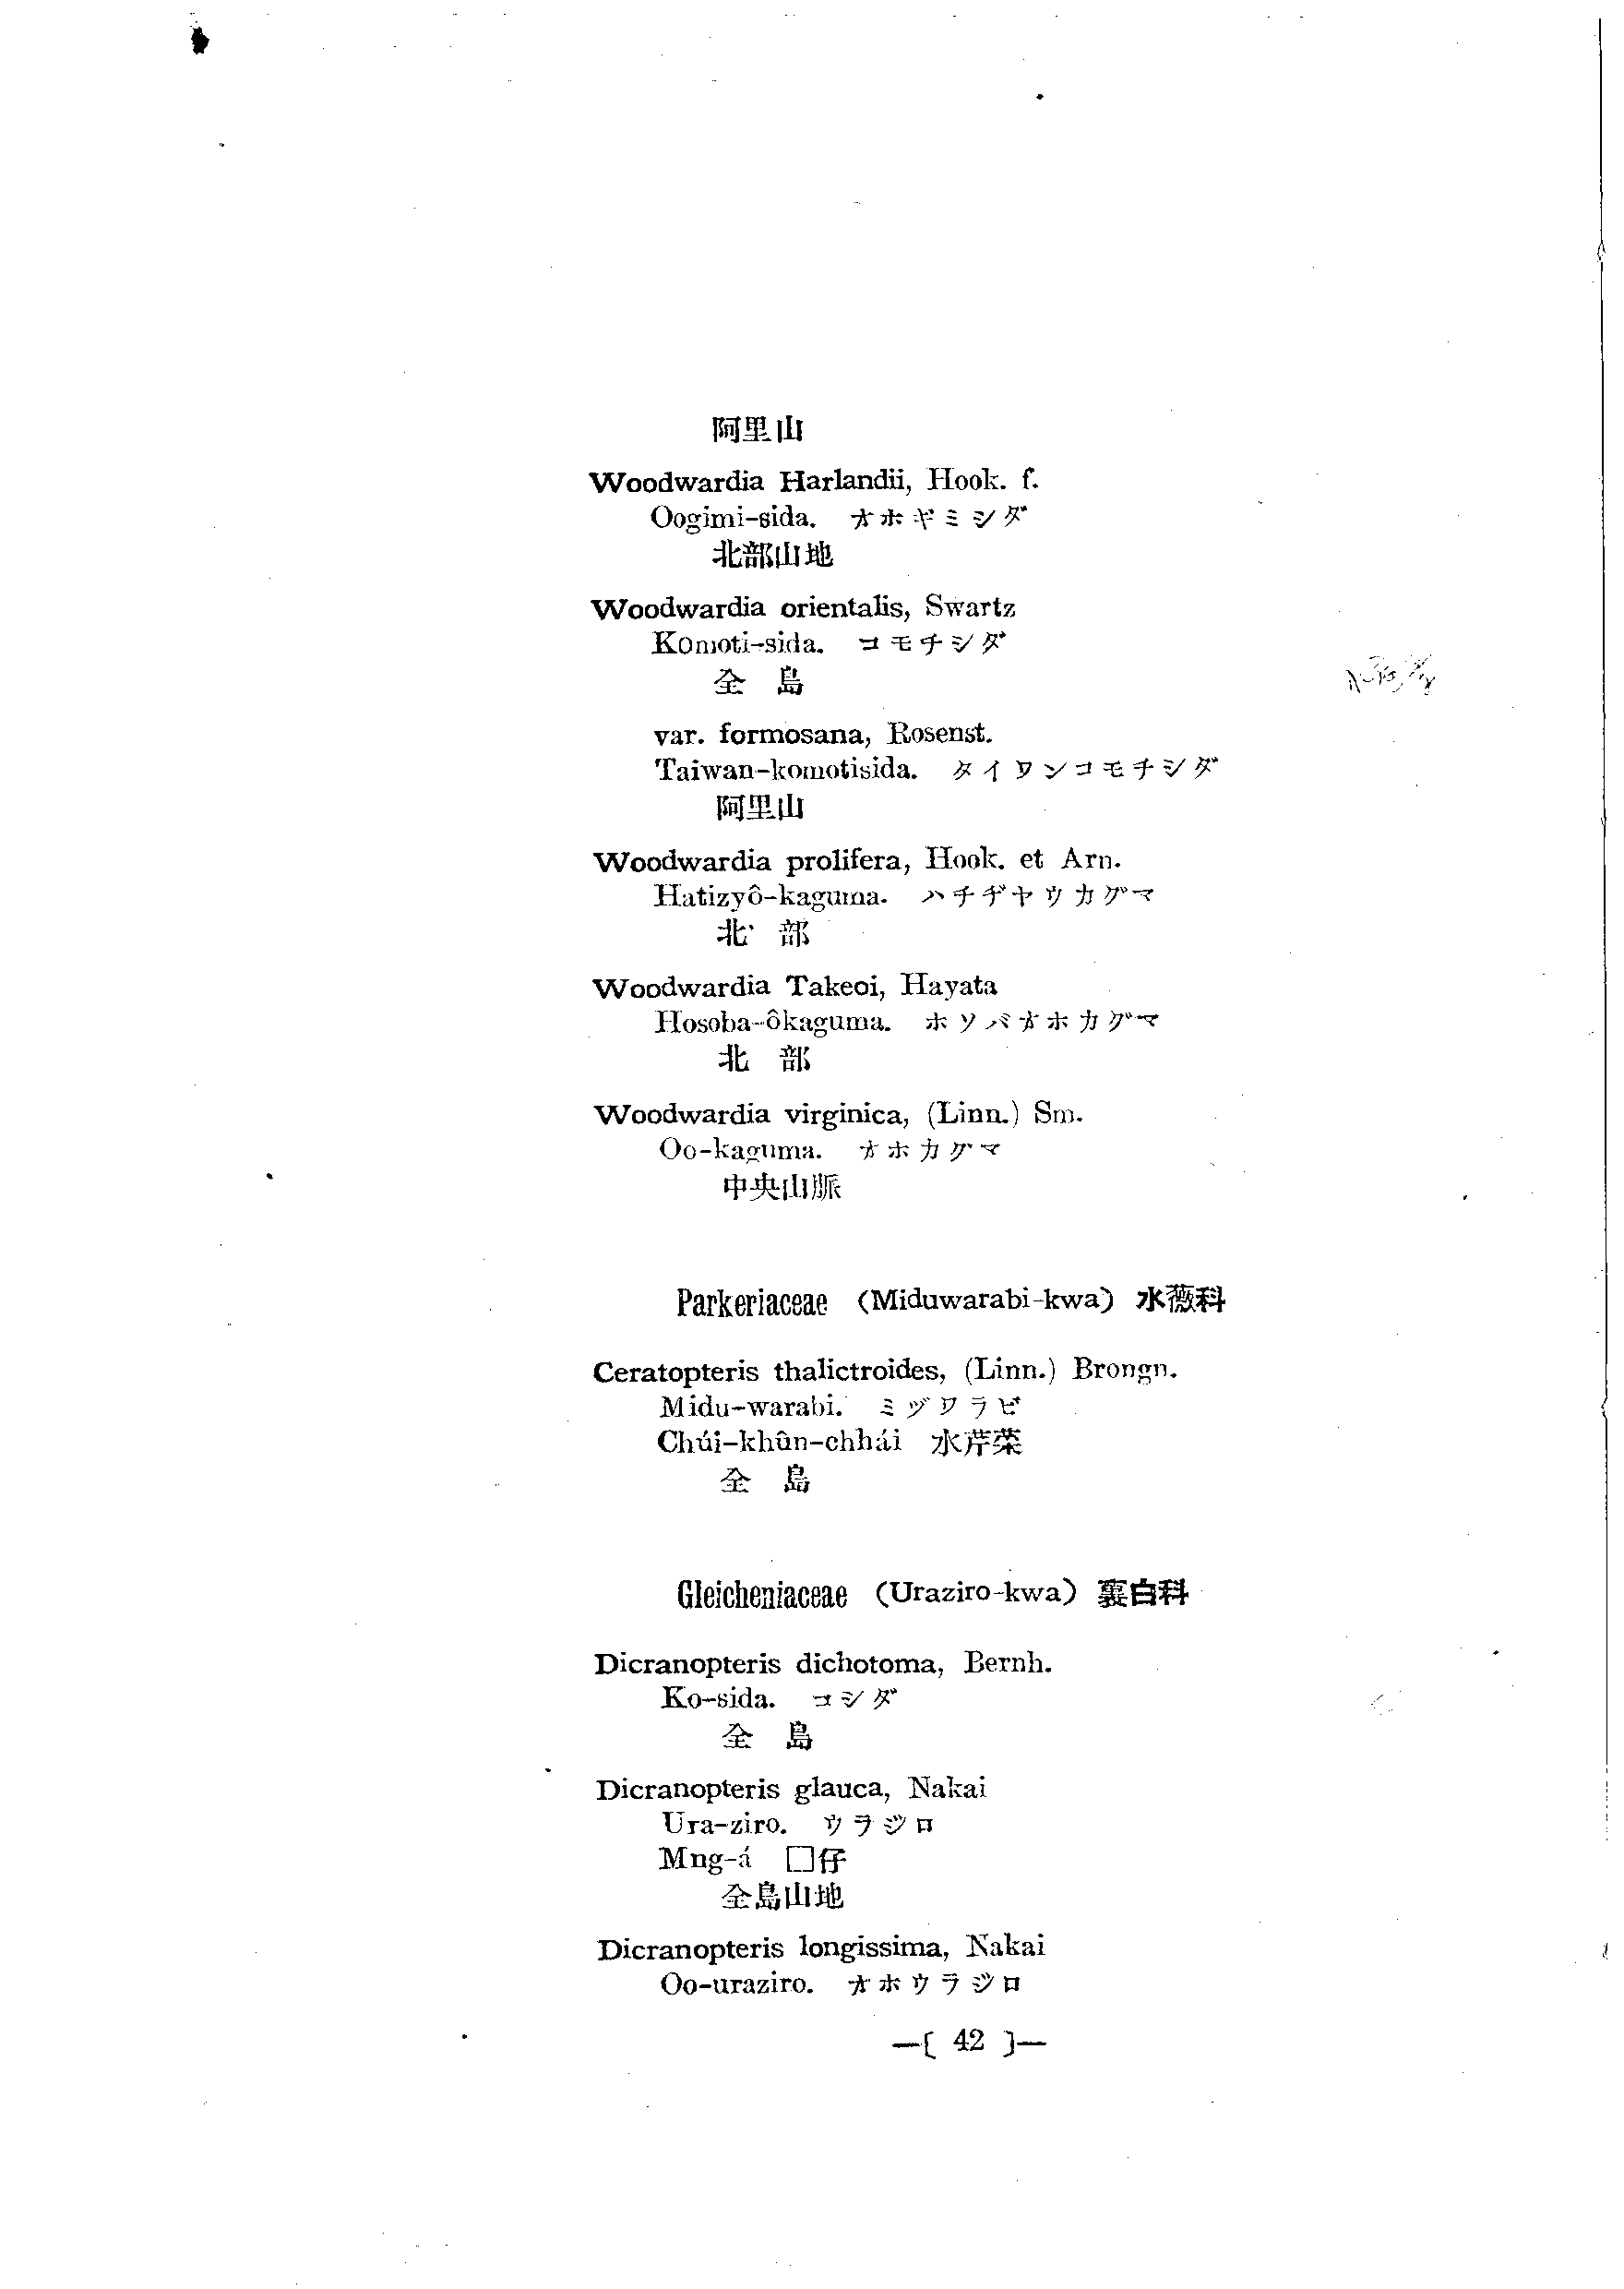 阿里山
Woodwardia Harlandii, Hook. f.
Oogimi-sida. オホギミシダ
北部山地
Woodwardia orientalis, Swartz
Komoti-sida. コモチシダ
全 島
var. formosana, Rosenst.
Taiwan-komotisida. タイワンコモチシダ
阿里山
Woodwardia prolifera, Hook. et Arn.
Hatizyô-kaguma. ハチヂヤウカグマ
北 部
Woodwardia Takeoi, Hayata
Hosoba-ôkaguma. ホソバオホカグマ
北 部
Woodwardia virginica, (Linn.) Sm.
Oo-kaguma. オホカグマ
中央山脈
Parkeriaceae (Miduwarabi-kwa) 水薇科
Ceratopteris thalictroides, (Linn.) Brongn.
Midu-warabi. ミヅワラビ
Chúi-khûn-chhái 水芹菜
全 島
Gleicheniaceae (Uraziro-kwa) 裏白科
Dicranopteris dichotoma, Bernh.
Ko-sida. コシダ
全 島
Dicranopteris glauca, Nakai
Ura-ziro. ウラジロ
Mng-á 囗仔
全島山地
Dicranopteris longissima, Nakai
Oo-uraziro. オホウラジロ
—[ 42 ]—